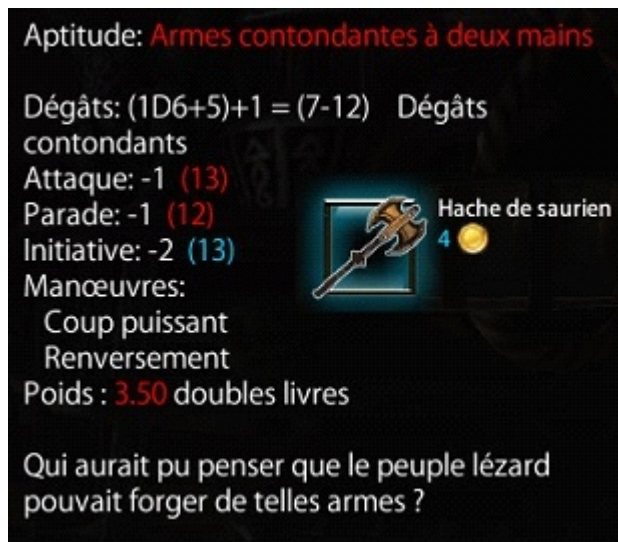 Aptitude: Armes contondantes à deux mains
Dégâts: (1D6+5)+1 = (7-12) Dégâts
contondants
Attaque: -1 (13)
Parade: -1 (12)
Initiative: -2 (13)
Manœuvres:
Coup puissant
Renversement
Poids : 3.50 doubles livres
Hache de saurien
4
Qui aurait pu penser que le peuple lézard
pouvait forger de telles armes ?